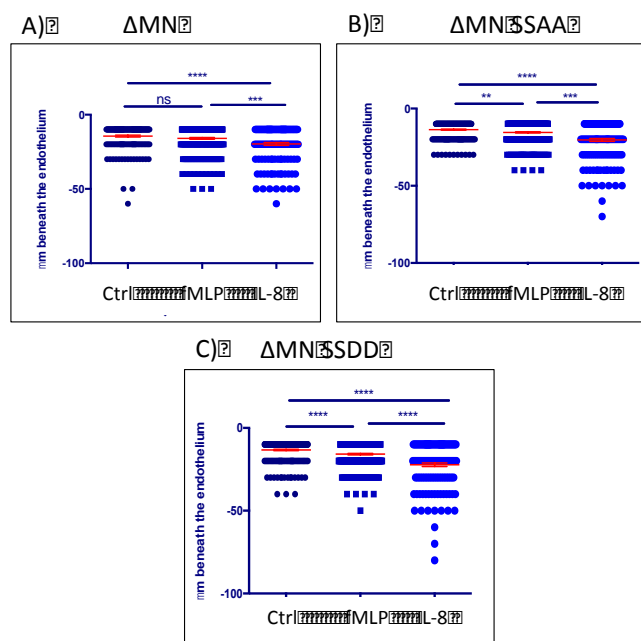 A) ΔMN
****
ns ***
0
-50
-100
mm beneath the endothelium
Ctrl fMLP IL-8
B) ΔMN SSAA
****
** ***
0
-50
-100
mm beneath the endothelium
Ctrl fMLP IL-8
C) ΔMN SSDD
****
**** ****
0
-50
-100
mm beneath the endothelium
Ctrl fMLP IL-8